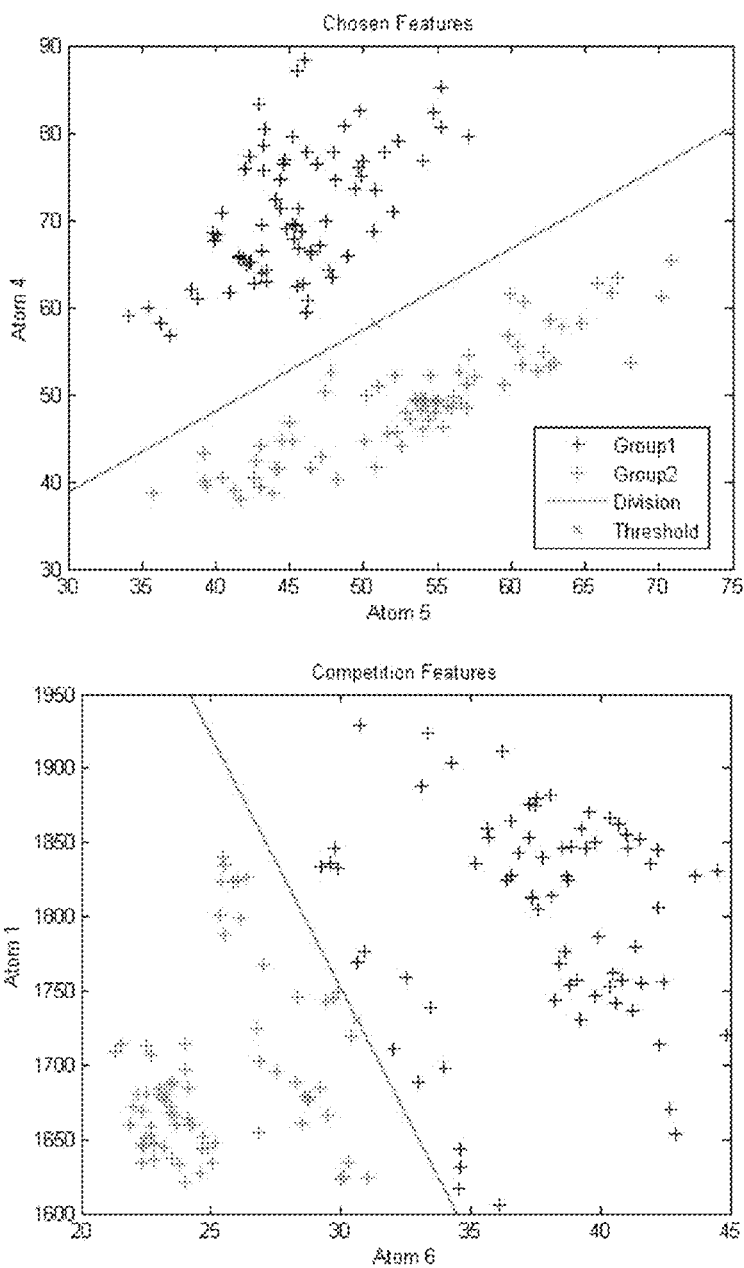 Chosen Features
90
80
70
60
50
40
30
Atom 4
Group1
Group2
Division
Threshold
30 35 40 45 50 55 60 65 70 75
Atom 5
Competition Features
1950
1900
1850
1800
1750
1700
1650
1600
Atom 1
20 25 30 35 40 45
Atom 6